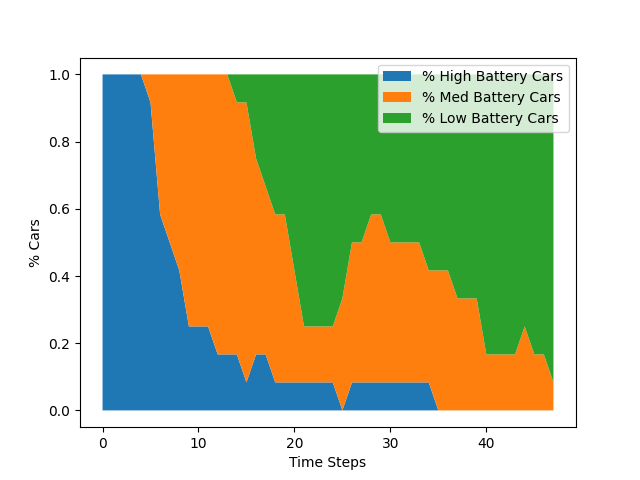 % High Battery Cars
% Med Battery Cars
% Low Battery Cars
1.0
0.8
0.6
0.4
0.2
0.0
% Cars
0 10 20 30 40
Time Steps